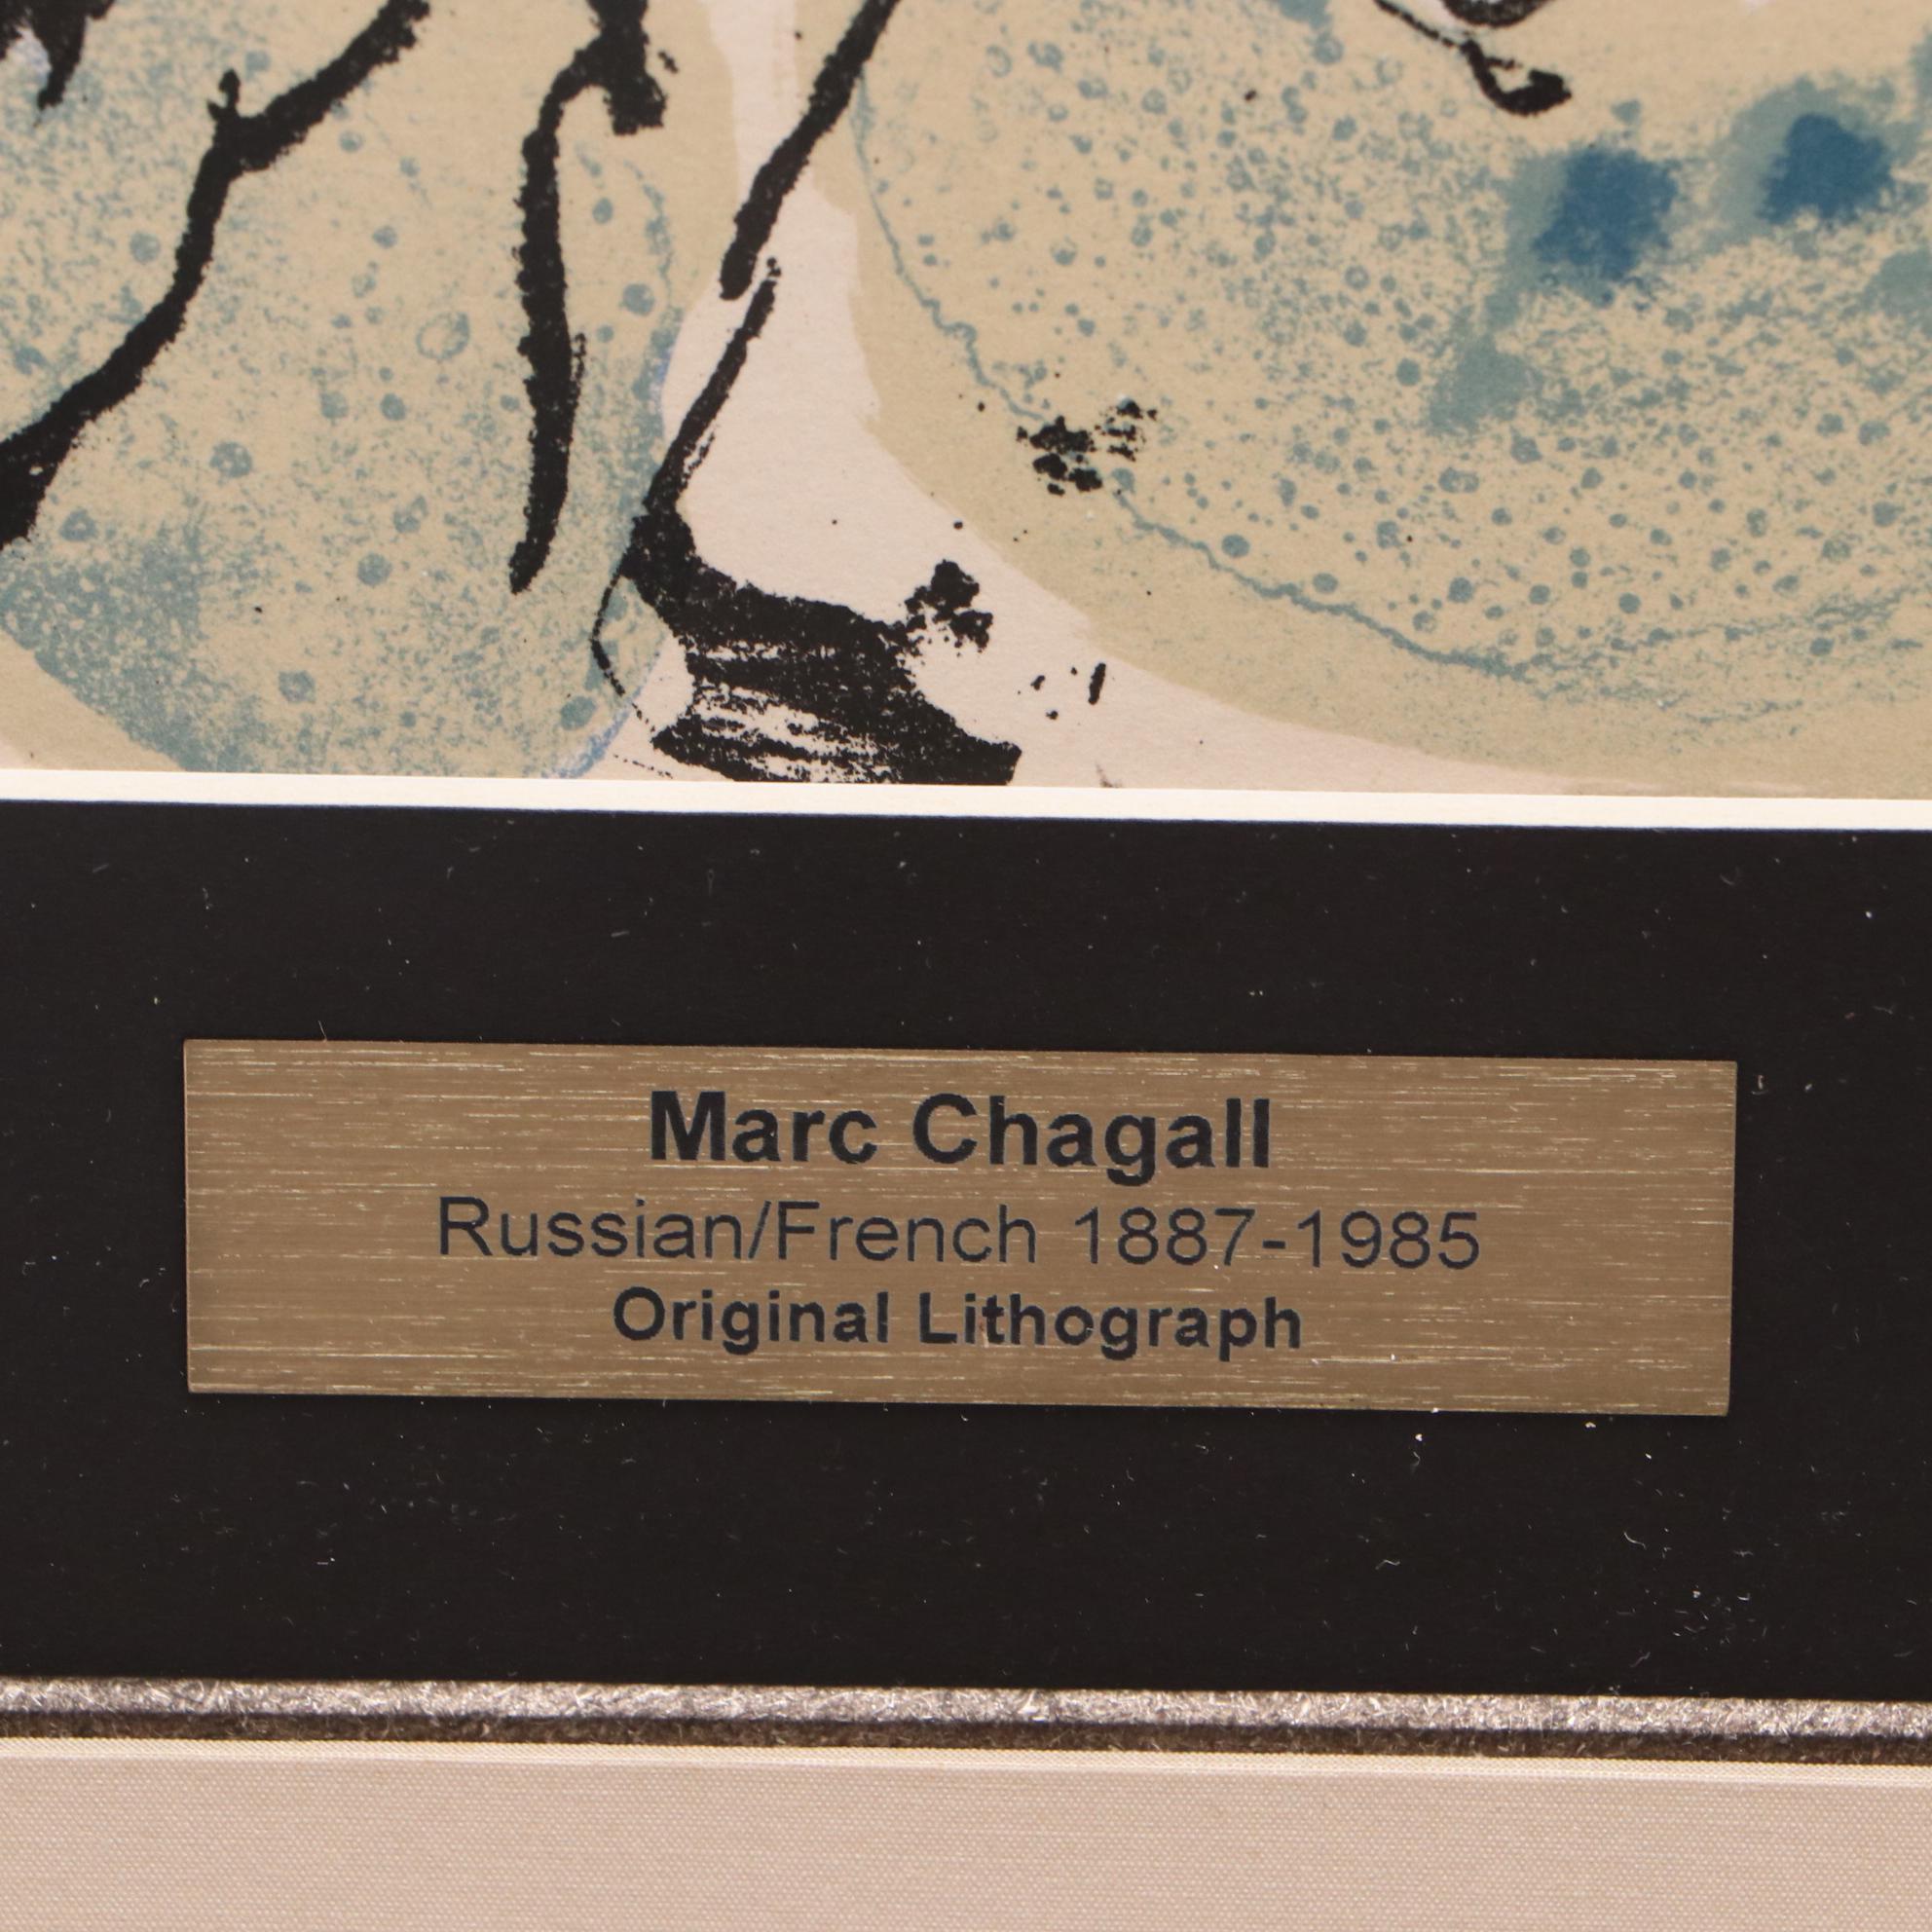 Marc Chagall
Russian/French 1887-1985
Original Lithograph